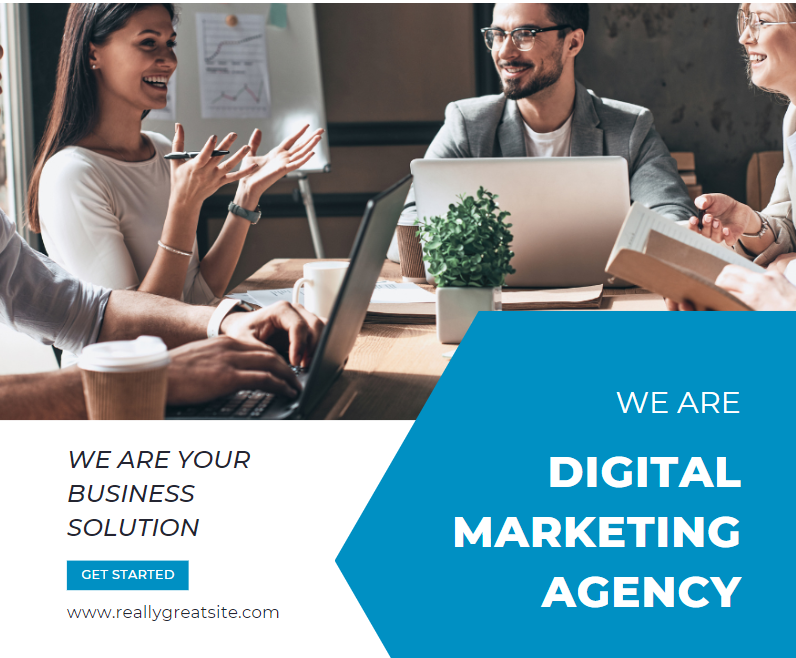 WE ARE
DIGITAL
MARKETING
AGENCY
WE ARE YOUR
BUSINESS
SOLUTION
GET STARTED
www.reallygreatsite.com